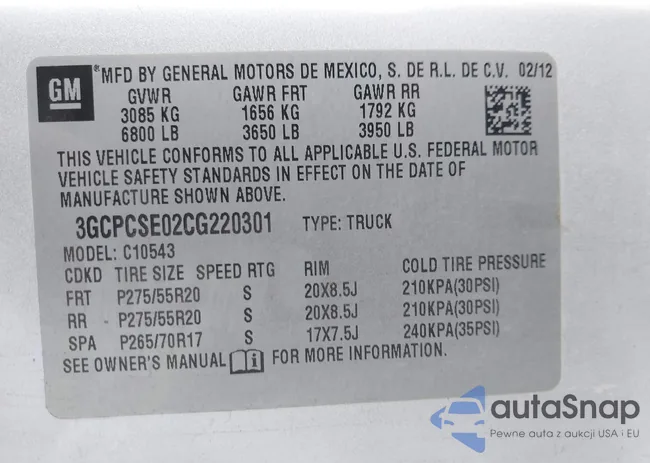 GM
MFD BY GENERAL MOTORS DE MEXICO, S. DE R.L. DE C.V. 02/12
GVWR GAWR FRT GAWR RR
3085 KG 1656 KG 1792 KG
6800 LB 3650 LB 3950 LB
THIS VEHICLE CONFORMS TO ALL APPLICABLE U.S. FEDERAL MOTOR
VEHICLE SAFETY STANDARDS IN EFFECT ON THE DATE OF
MANUFACTURE SHOWN ABOVE.
3GCPCSE02CG220301 TYPE: TRUCK
MODEL: C10543
CDKD TIRE SIZE SPEED RTG RIM COLD TIRE PRESSURE
FRT P275/55R20 S 20X8.5J 210KPA(30PSI)
RR P275/55R20 S 20X8.5J 210KPA(30PSI)
SPA P265/70R17 S 17X7.5J 240KPA(35PSI)
SEE OWNER'S MANUAL i FOR MORE INFORMATION.
autaSnap
Pewne auta z aukcji USA i EU